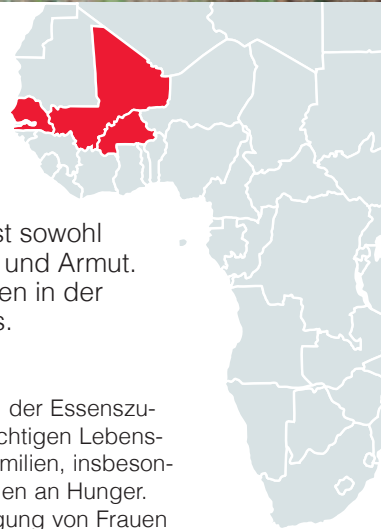 st sowohl
und Armut.
en in der
s.
der Essenszu-
chtigen Lebens-
milien, insbeson-
en an Hunger.
gung von Frauen